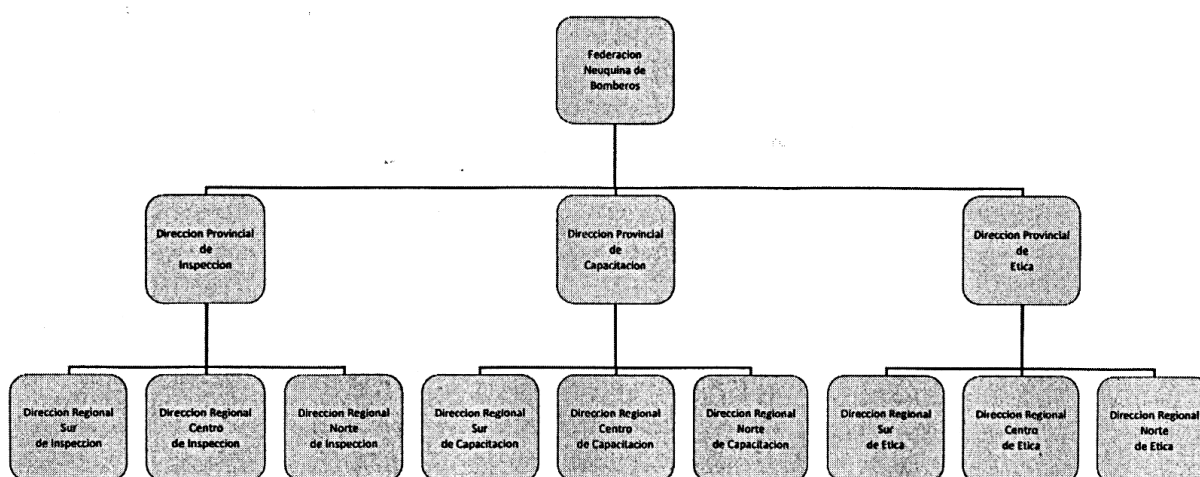 Federacion
Neuquina de
Bomberos
Direccion Provincial
de
Inspeccion
Direccion Provincial
de
Capacitacion
Direccion Provincial
de
Etica
Direccion Regional
Sur
de Inspeccion
Direccion Regional
Centro
de Inspeccion
Direccion Regional
Norte
de Inspeccion
Direccion Regional
Sur
de Capacitacion
Direccion Regional
Centro
de Capacitacion
Direccion Regional
Norte
de Capacitacion
Direccion Regional
Sur
de Etica
Direccion Regional
Centro
de Etica
Direccion Regional
Norte
de Etica